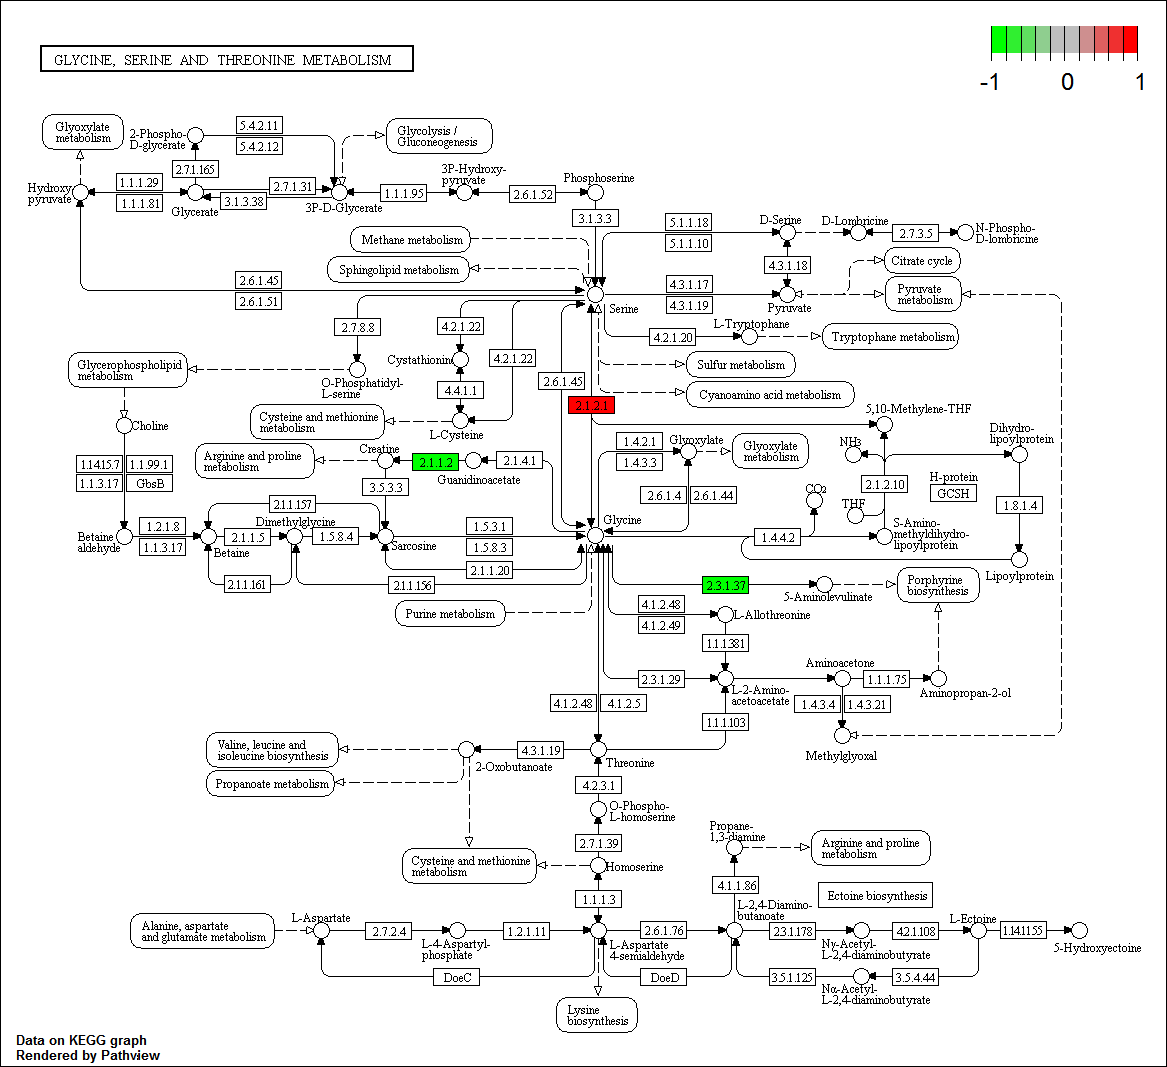 GLYCINE, SERINE AND THREONINE METABOLISM
-1
0
1
Glyoxylate
metabolism
2-Phospho-
D-glycerate
5.4.2.11
5.4.2.12
Glycolysis /
Gluconeogenesis
2.7.1.165
Hydroxy
pyruvate
1.1.1.29
1.1.1.81
Glycerate
2.7.1.31
3.1.3.38
3P-D-Glycerate
1.1.1.95
3P-Hydroxy-
pyruvate
2.6.1.52
Phosphoserine
3.1.3.3
Methane metabolism
Sphingolipid metabolism
5.1.1.18
5.1.1.10
D-Serine
D-Lombricine
2.7.3.5
N-Phospho-
D-lombricine
4.3.1.18
Citrate cycle
2.6.1.45
2.6.1.51
Serine
4.3.1.17
4.3.1.19
Pyruvate
Pyruvate
metabolism
2.7.8.8
4.2.1.22
4.2.1.22
4.2.1.20
L-Tryptophane
Tryptophane metabolism
Glycerophospholipid
metabolism
O-Phosphatidyl-
L-serine
Cystathionine
4.4.1.1
2.6.1.45
Sulfur metabolism
Cyanoamino acid metabolism
2.1.2.1
Choline
Cysteine and methionine
metabolism
L-Cysteine
5,10-Methylene-THF
1.14.15.7
1.1.99.1
1.1.3.17
GbsB
Arginine and proline
metabolism
Creatine
2.1.1.2
Guanidinoacetate
2.1.4.1
1.4.2.1
1.4.3.3
Glyoxylate
Glyoxylate
metabolism
NH3
Dihydro-
lipoylprotein
3.5.3.3
2.6.1.4
2.6.1.44
CO2
THF
2.1.2.10
H-protein
GCSH
1.8.1.4
Betaine
aldehyde
1.2.1.8
1.1.3.17
2.1.1.157
Dimethylglycine
2.1.1.5
Betaine
1.5.8.4
Sarcosine
1.5.3.1
1.5.8.3
2.1.1.20
Glycine
1.4.4.2
S-Amino-
methyldihydro-
lipoylprotein
Lipoylprotein
2.1.1.161
2.1.1.156
Purine metabolism
2.3.1.37
5-Aminolevulinate
Porphyrine
biosynthesis
4.1.2.48
4.1.2.49
L-Allothreonine
1.1.1.381
2.3.1.29
L-2-Amino-
acetoacetate
Aminoacetone
1.1.1.75
Aminopropan-2-ol
4.1.2.48
4.1.2.5
1.1.1.103
1.4.3.4
1.4.3.21
Methylglyoxal
Valine, leucine and
isoleucine biosynthesis
2-Oxobutanoate
4.3.1.19
Threonine
Propanoate metabolism
4.2.3.1
O-Phospho-
L-homoserine
2.7.1.39
Cysteine and methionine
metabolism
Homoserine
1.1.1.3
Propane-
1,3-diamine
Arginine and proline
metabolism
4.1.1.86
Ectoine biosynthesis
Alanine, aspartate
and glutamate metabolism
L-Aspartate
2.7.2.4
L-4-Aspartyl-
phosphate
1.2.1.11
L-Aspartate
4-semialdehyde
2.6.1.76
L-2,4-Diamino-
butanoate
2.3.1.178
Nγ-Acetyl-
L-2,4-diaminobutyrate
4.2.1.108
L-Ectoine
1.14.11.55
5-Hydroxyectoine
DoeC
DoeD
3.5.1.125
Nα-Acetyl-
L-2,4-diaminobutyrate
3.5.4.44
Lysine
biosynthesis
Data on KEGG graph
Rendered by Pathview